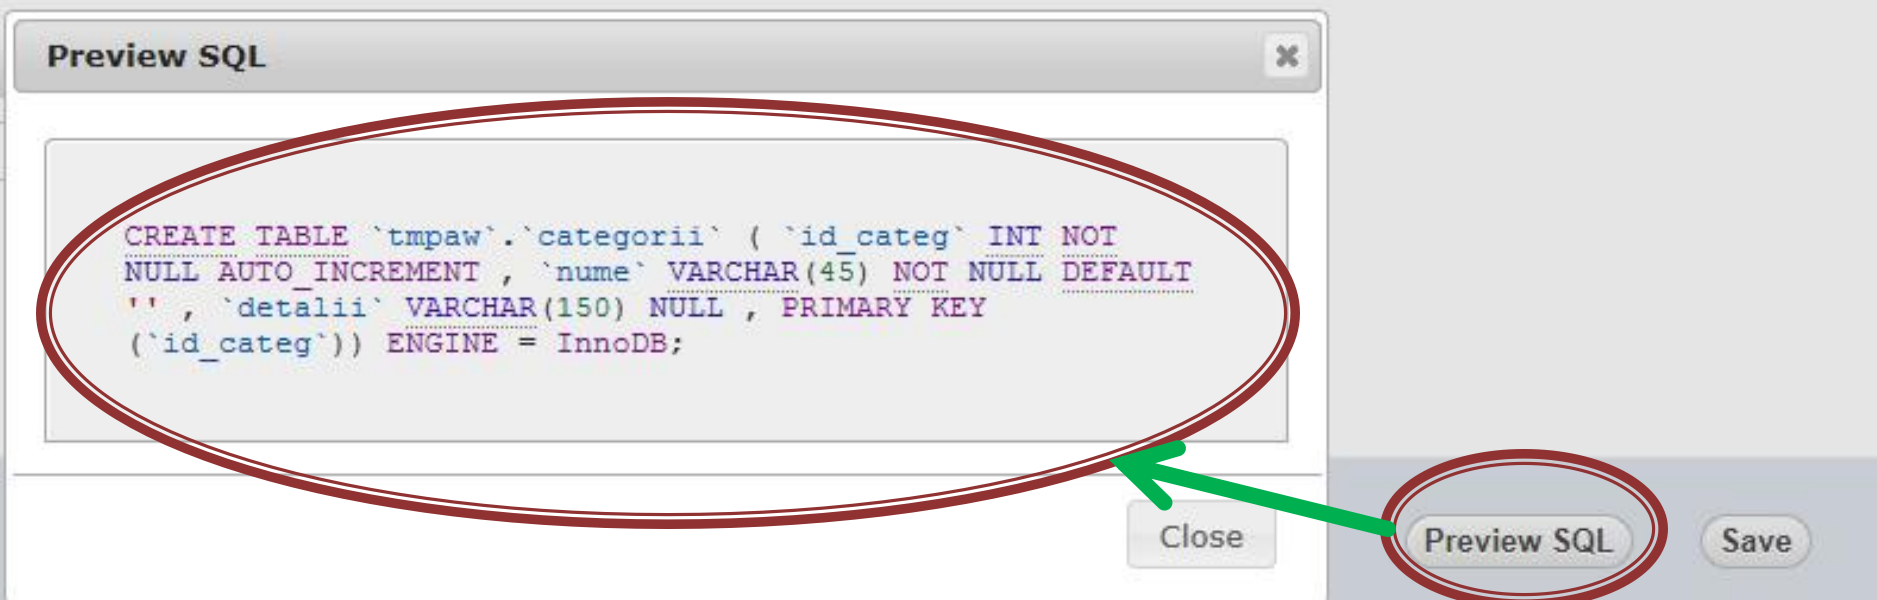 Preview SQL
CREATE TABLE `tmpaw`.`categorii` ( `id_categ` INT NOT
NULL AUTO_INCREMENT , `nume` VARCHAR(45) NOT NULL DEFAULT
'' , `detalii` VARCHAR(150) NULL , PRIMARY KEY
(`id_categ`)) ENGINE = InnoDB;
Close
Preview SQL
Save